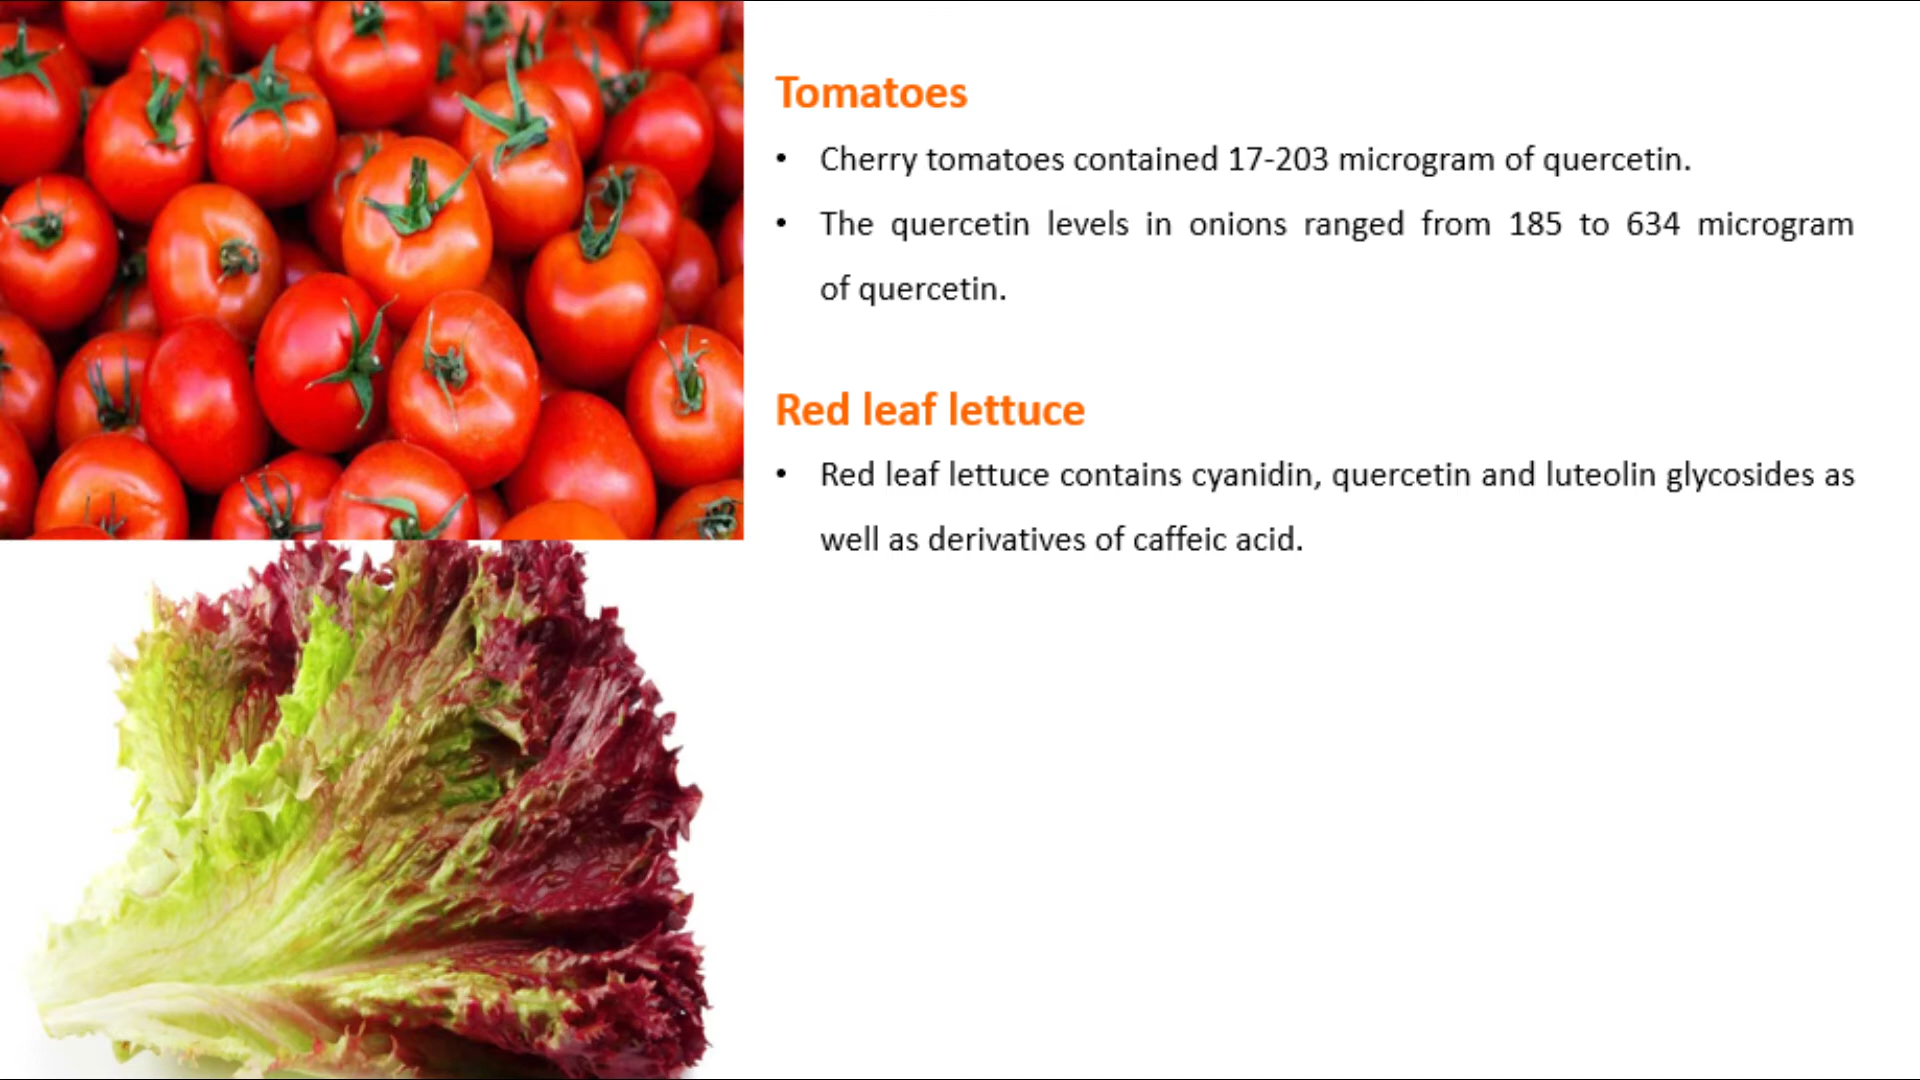 Tomatoes
• Cherry tomatoes contained 17-203 microgram of quercetin.
• The quercetin levels in onions ranged from 185 to 634 microgram
of quercetin.
Red leaf lettuce
• Red leaf lettuce contains cyanidin, quercetin and luteolin glycosides as
well as derivatives of caffeic acid.